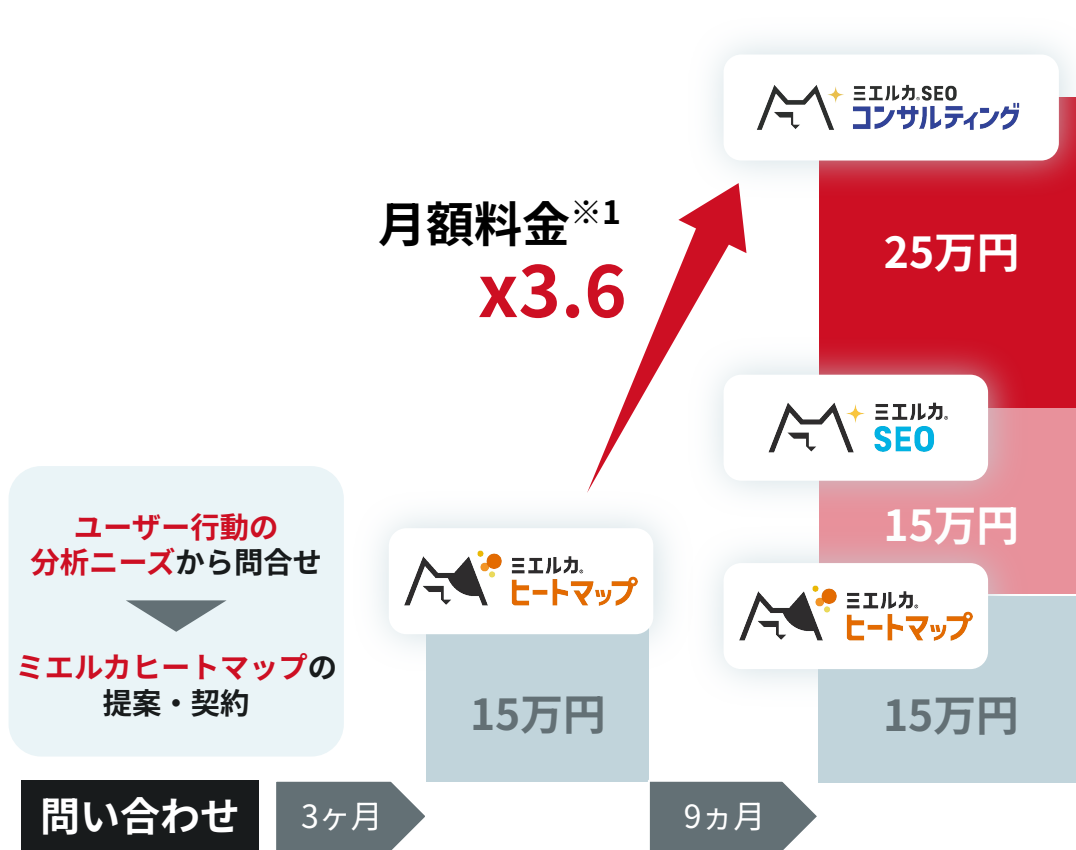 ミエルカSEO
コンサルティング
25万円
月額料金※1
x3.6
ミエルカ®
SEO
15万円
ユーザー行動の
分析ニーズから問合せ
ミエルカヒートマップの
提案・契約
ミエルカ®
ヒートマップ
15万円
ミエルカ®
ヒートマップ
15万円
問い合わせ
3ヶ月
9ヵ月